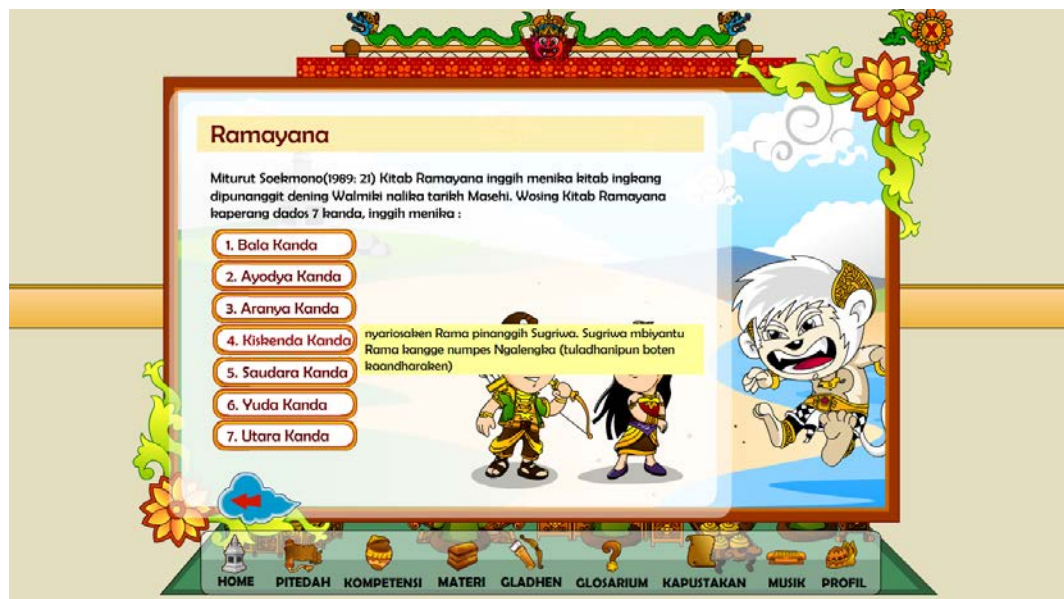 X
Ramayana
Miturut Soekmono(1989: 21) Kitab Ramayana inggih menika kitab ingkang
dipunanggit dening Walmiki nalika tarikh Masehi. Wosing Kitab Ramayana
kaperang dados 7 kanda, inggih menika :
1. Bala Kanda
2. Ayodya Kanda
3. Aranya Kanda
4. Kiskenda Kanda
nyariosaken Rama pinanggih Sugriwa. Sugriwa mbiyantu
Rama kangge numpes Ngalengka (tuladhanipun boten
kaandharaken)
5. Saudara Kanda
6. Yuda Kanda
7. Utara Kanda
HOME PITEDAH KOMPETENSI MATERI GLADHEN GLOSARIUM KAPUSTAKAN MUSIK PROFIL